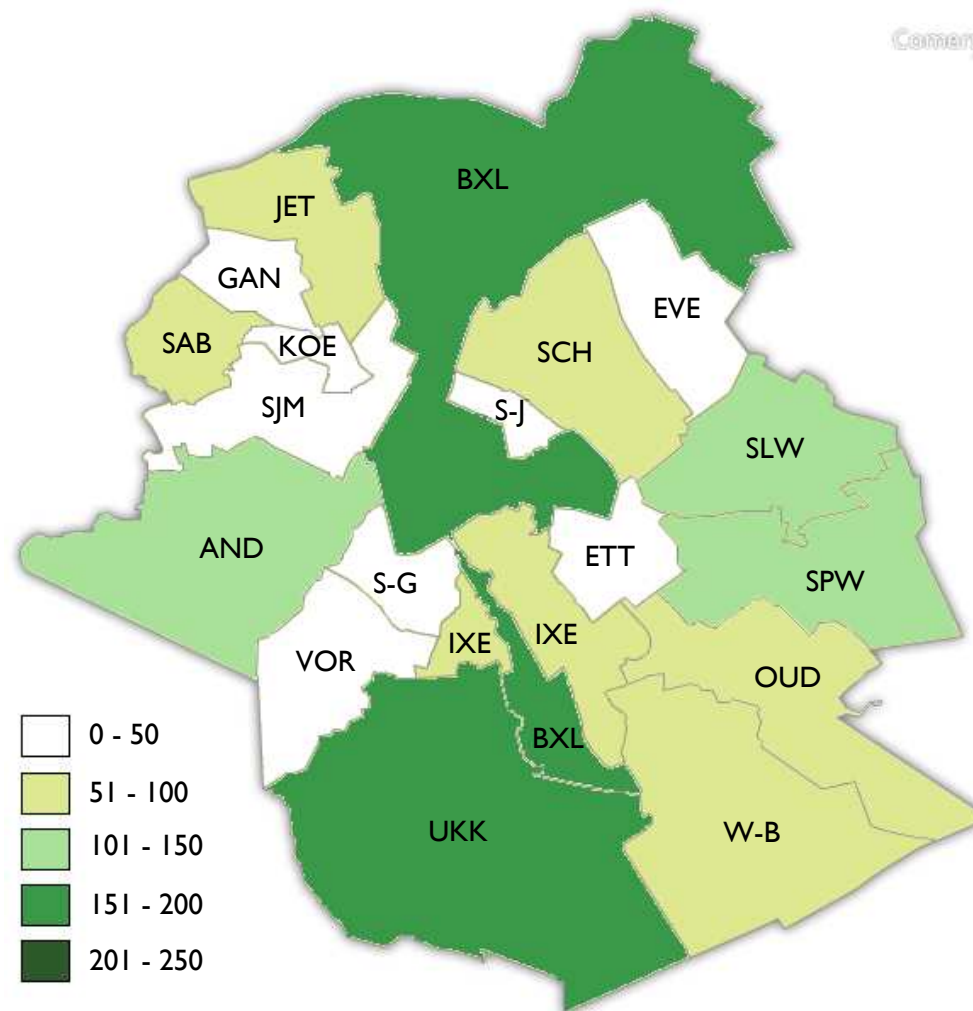 BXL
JET
GAN
EVE
SAB
KOE
SCH
SJM
S-J
SLW
AND
ETT
S-G
SPW
IXE
IXE
VOR
OUD
BXL
UKK
W-B
0 - 50
51 - 100
101 - 150
151 - 200
201 - 250